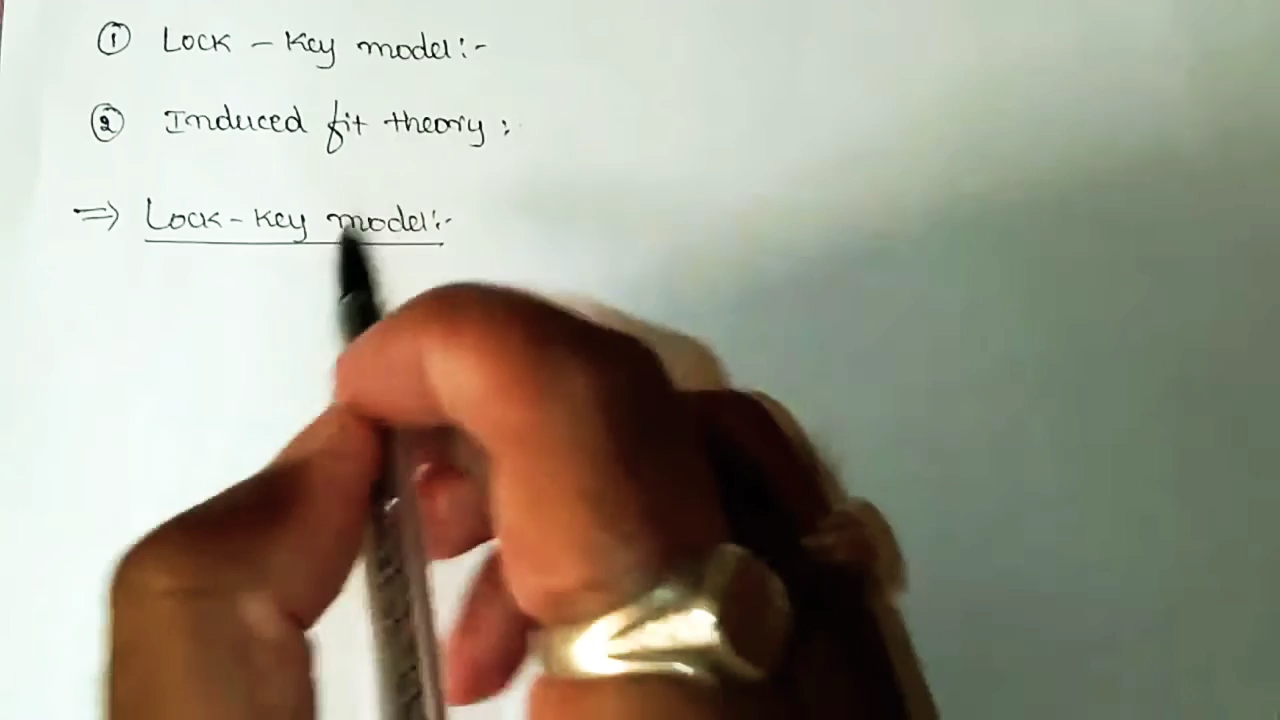 ① Lock - Key model:-
② Induced fit theory:
⇒ Lock-Key model:-